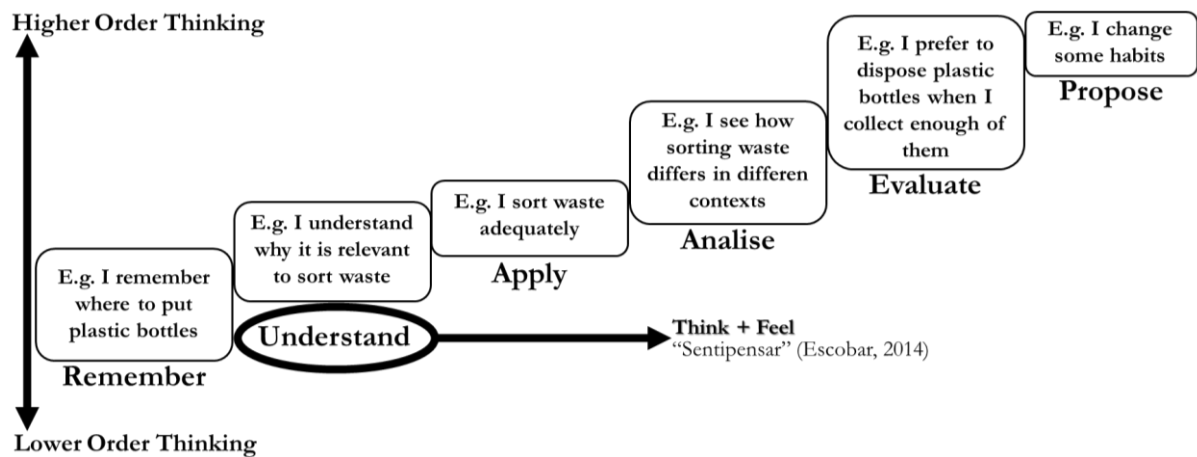 Higher Order Thinking
E.g. I change
some habits
Propose
E.g. I prefer to
dispose plastic
bottles when I
collect enough of
them
Evaluate
E.g. I see how
sorting waste
differs in differen
contexts
Analise
E.g. I sort waste
adequately
Apply
E.g. I understand
why it is relevant
to sort waste
Understand
Think + Feel
“Sentipensar” (Escobar, 2014)
E.g. I remember
where to put
plastic bottles
Remember
Lower Order Thinking